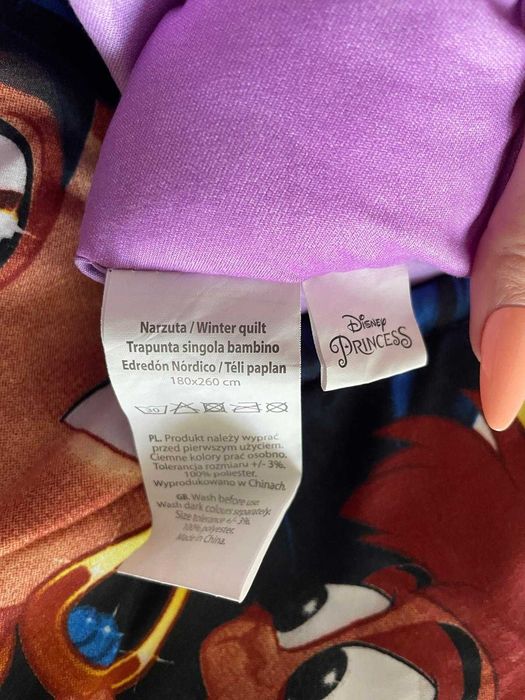 Narzuta / Winter quilt
Trapunta singola bambino
Edredón Nórdico / Téli paplan
180x260 cm
30
PL. Produkt należy wyprać
przed pierwszym użyciem.
Ciemne kolory prać osobno.
Tolerancja rozmiaru +/- 3%.
100% poliester.
Wyprodukowano w Chinach.
GB. Wash before use.
Wash dark colours separately.
Size tolerance +/- 3%.
100% polyester.
Made in China.
Disney
PRINCESS